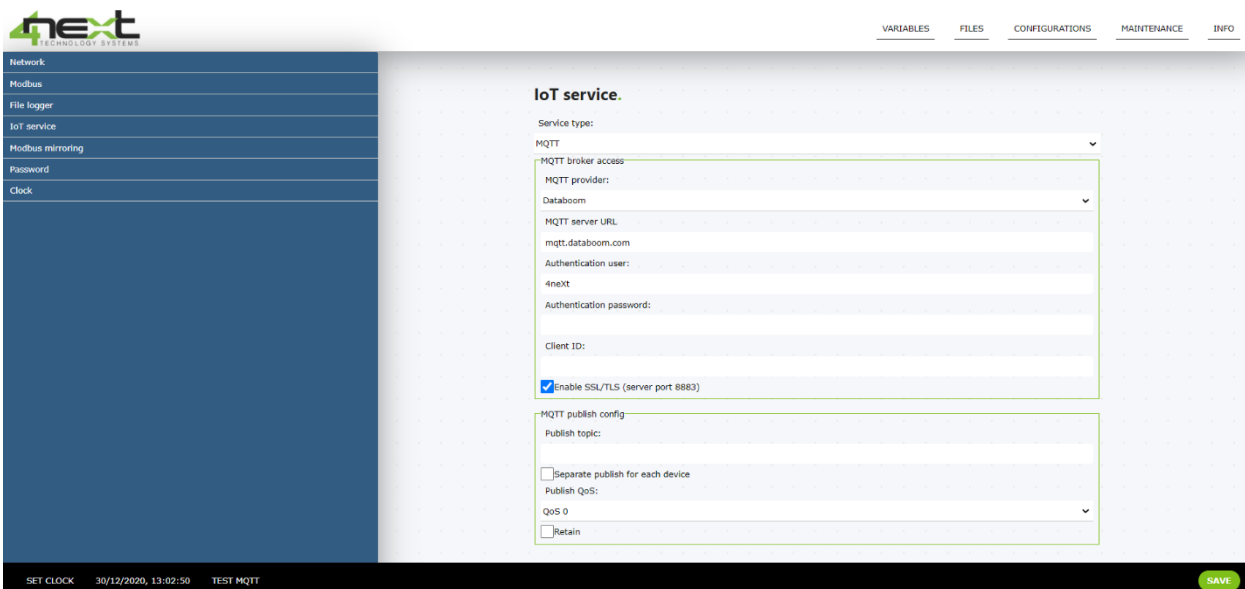 4next
TECHNOLOGY SYSTEMS
VARIABLES FILES CONFIGURATIONS MAINTENANCE INFO
Network
Modbus
File logger
IoT service
Modbus mirroring
Password
Clock
IoT service.
Service type:
MQTT
MQTT broker access
MQTT provider:
Databoom
MQTT server URL
mqtt.databoom.com
Authentication user:
4neXt
Authentication password:
Client ID:
Enable SSL/TLS (server port 8883)
MQTT publish config
Publish topic:
Separate publish for each device
Publish QoS:
QoS 0
Retain
SET CLOCK 30/12/2020, 13:02:50 TEST MQTT SAVE